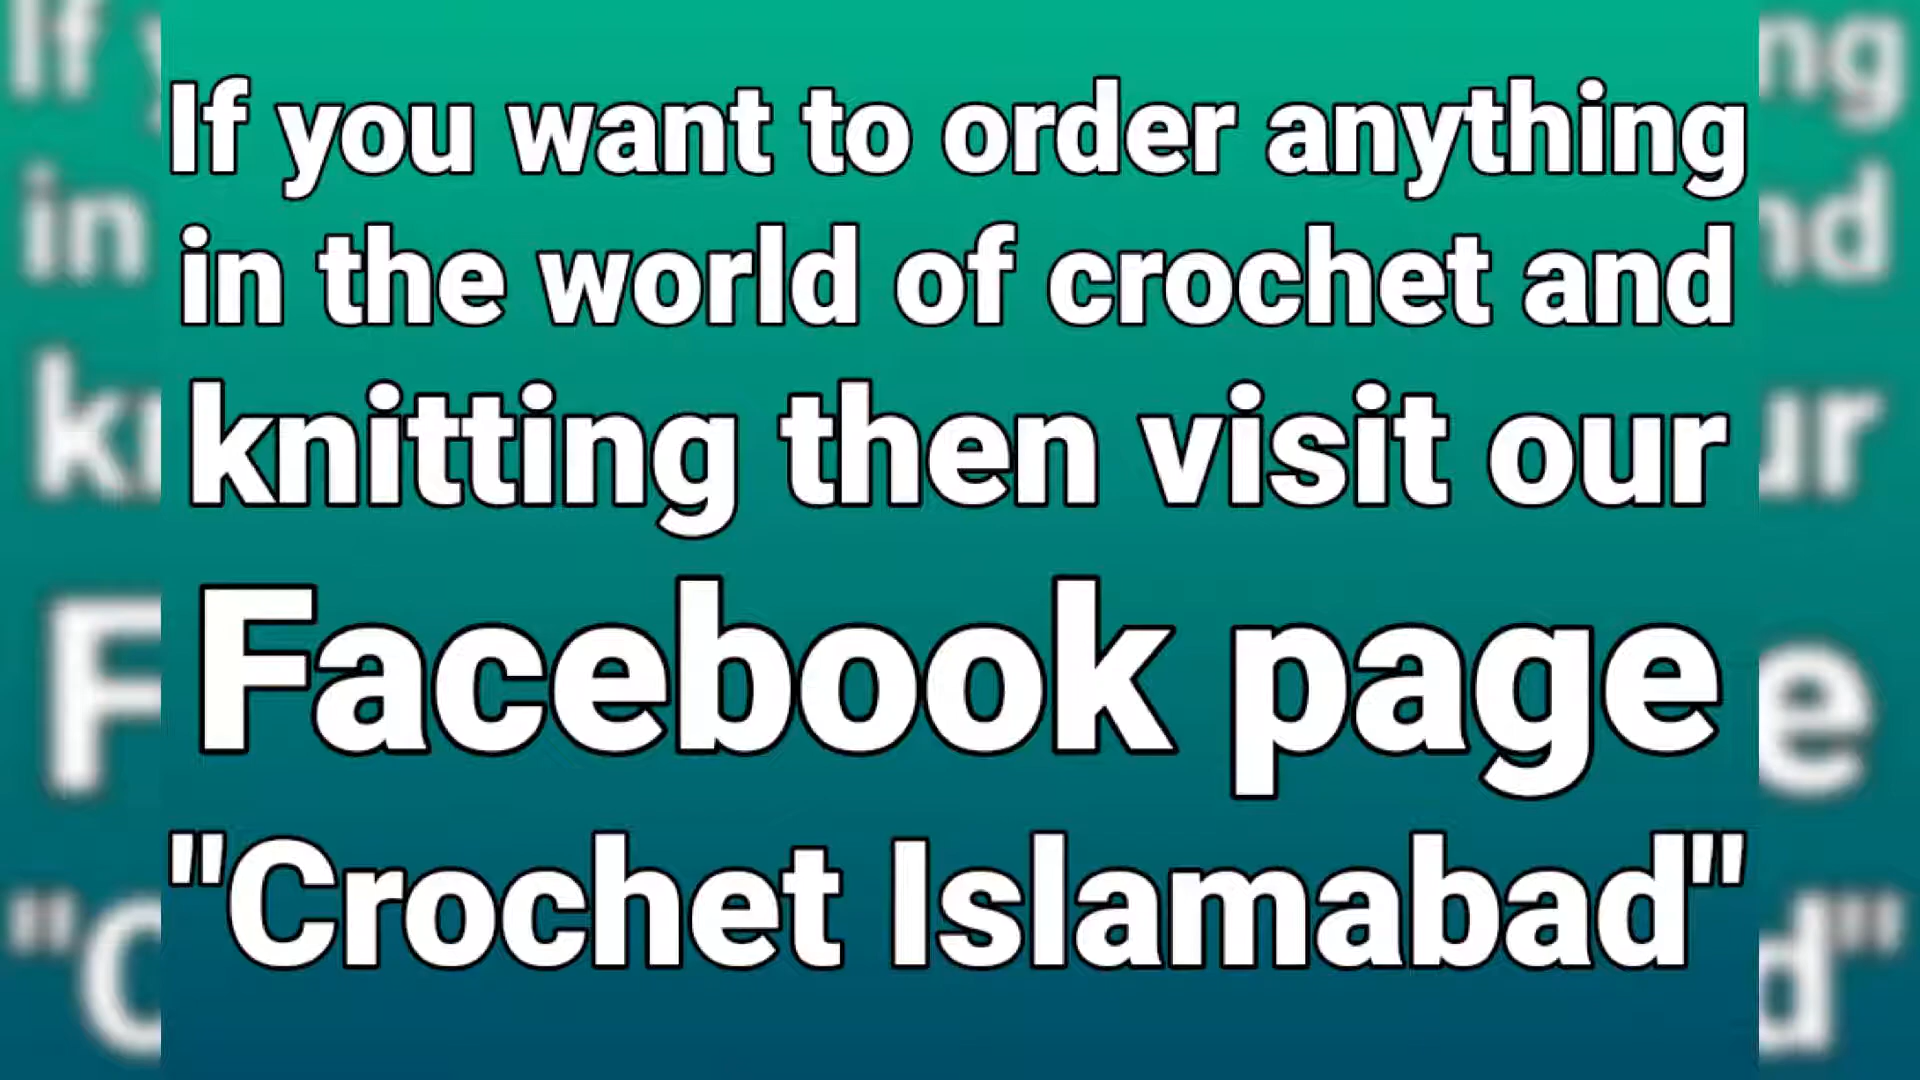 If you want to order anything
in the world of crochet and
knitting then visit our
Facebook page
"Crochet Islamabad"